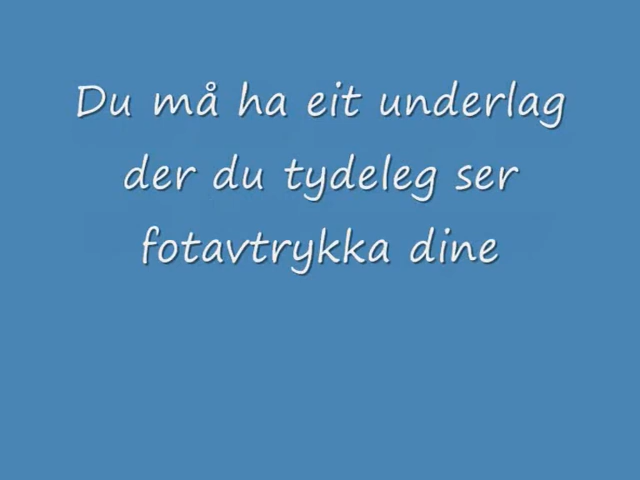 Du må ha eit underlag
der du tydeleg ser
fotavtrykka dine